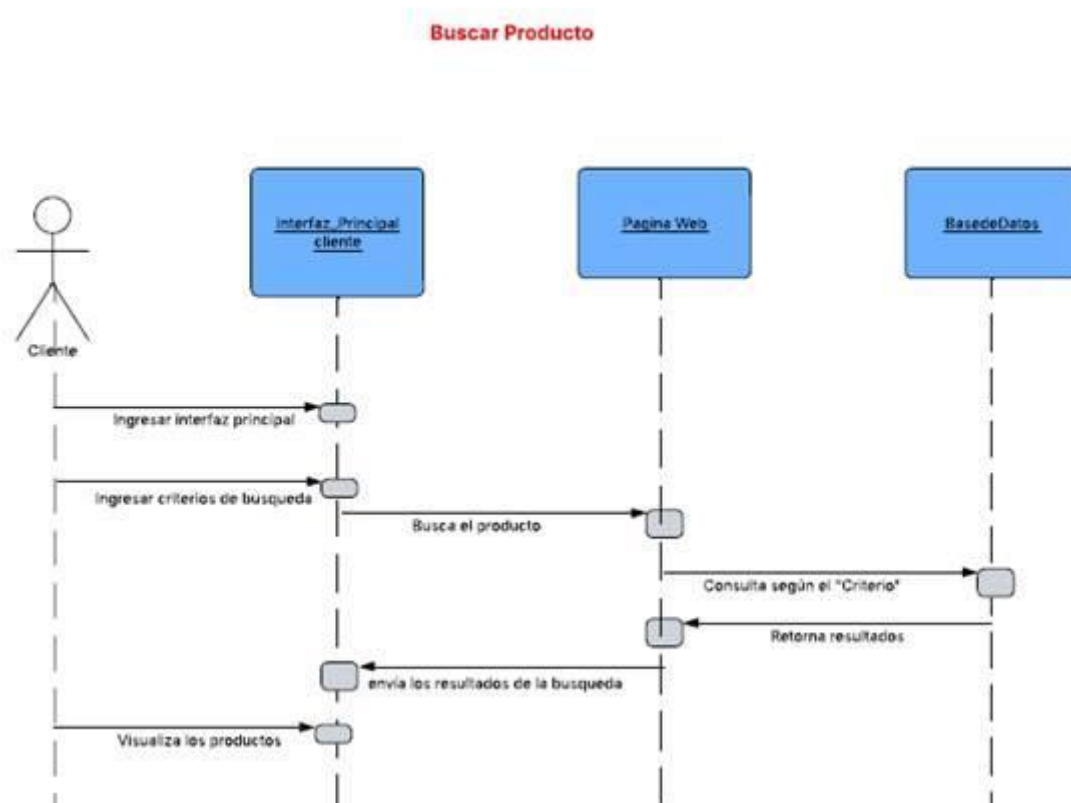 Buscar Producto
Interfaz_Principal
cliente
Pagina Web
BasedeDatos
Cliente
Ingresar interfaz principal
Ingresar criterios de busqueda
Busca el producto
Consulta según el "Criterio"
Retorna resultados
envía los resultados de la busqueda
Visualiza los productos